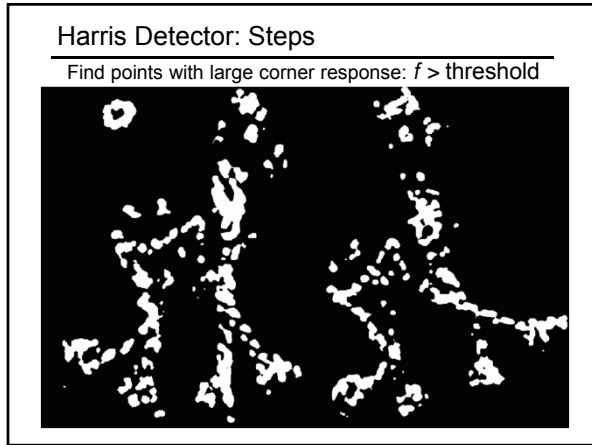 Harris Detector: Steps
Find points with large corner response: f > threshold